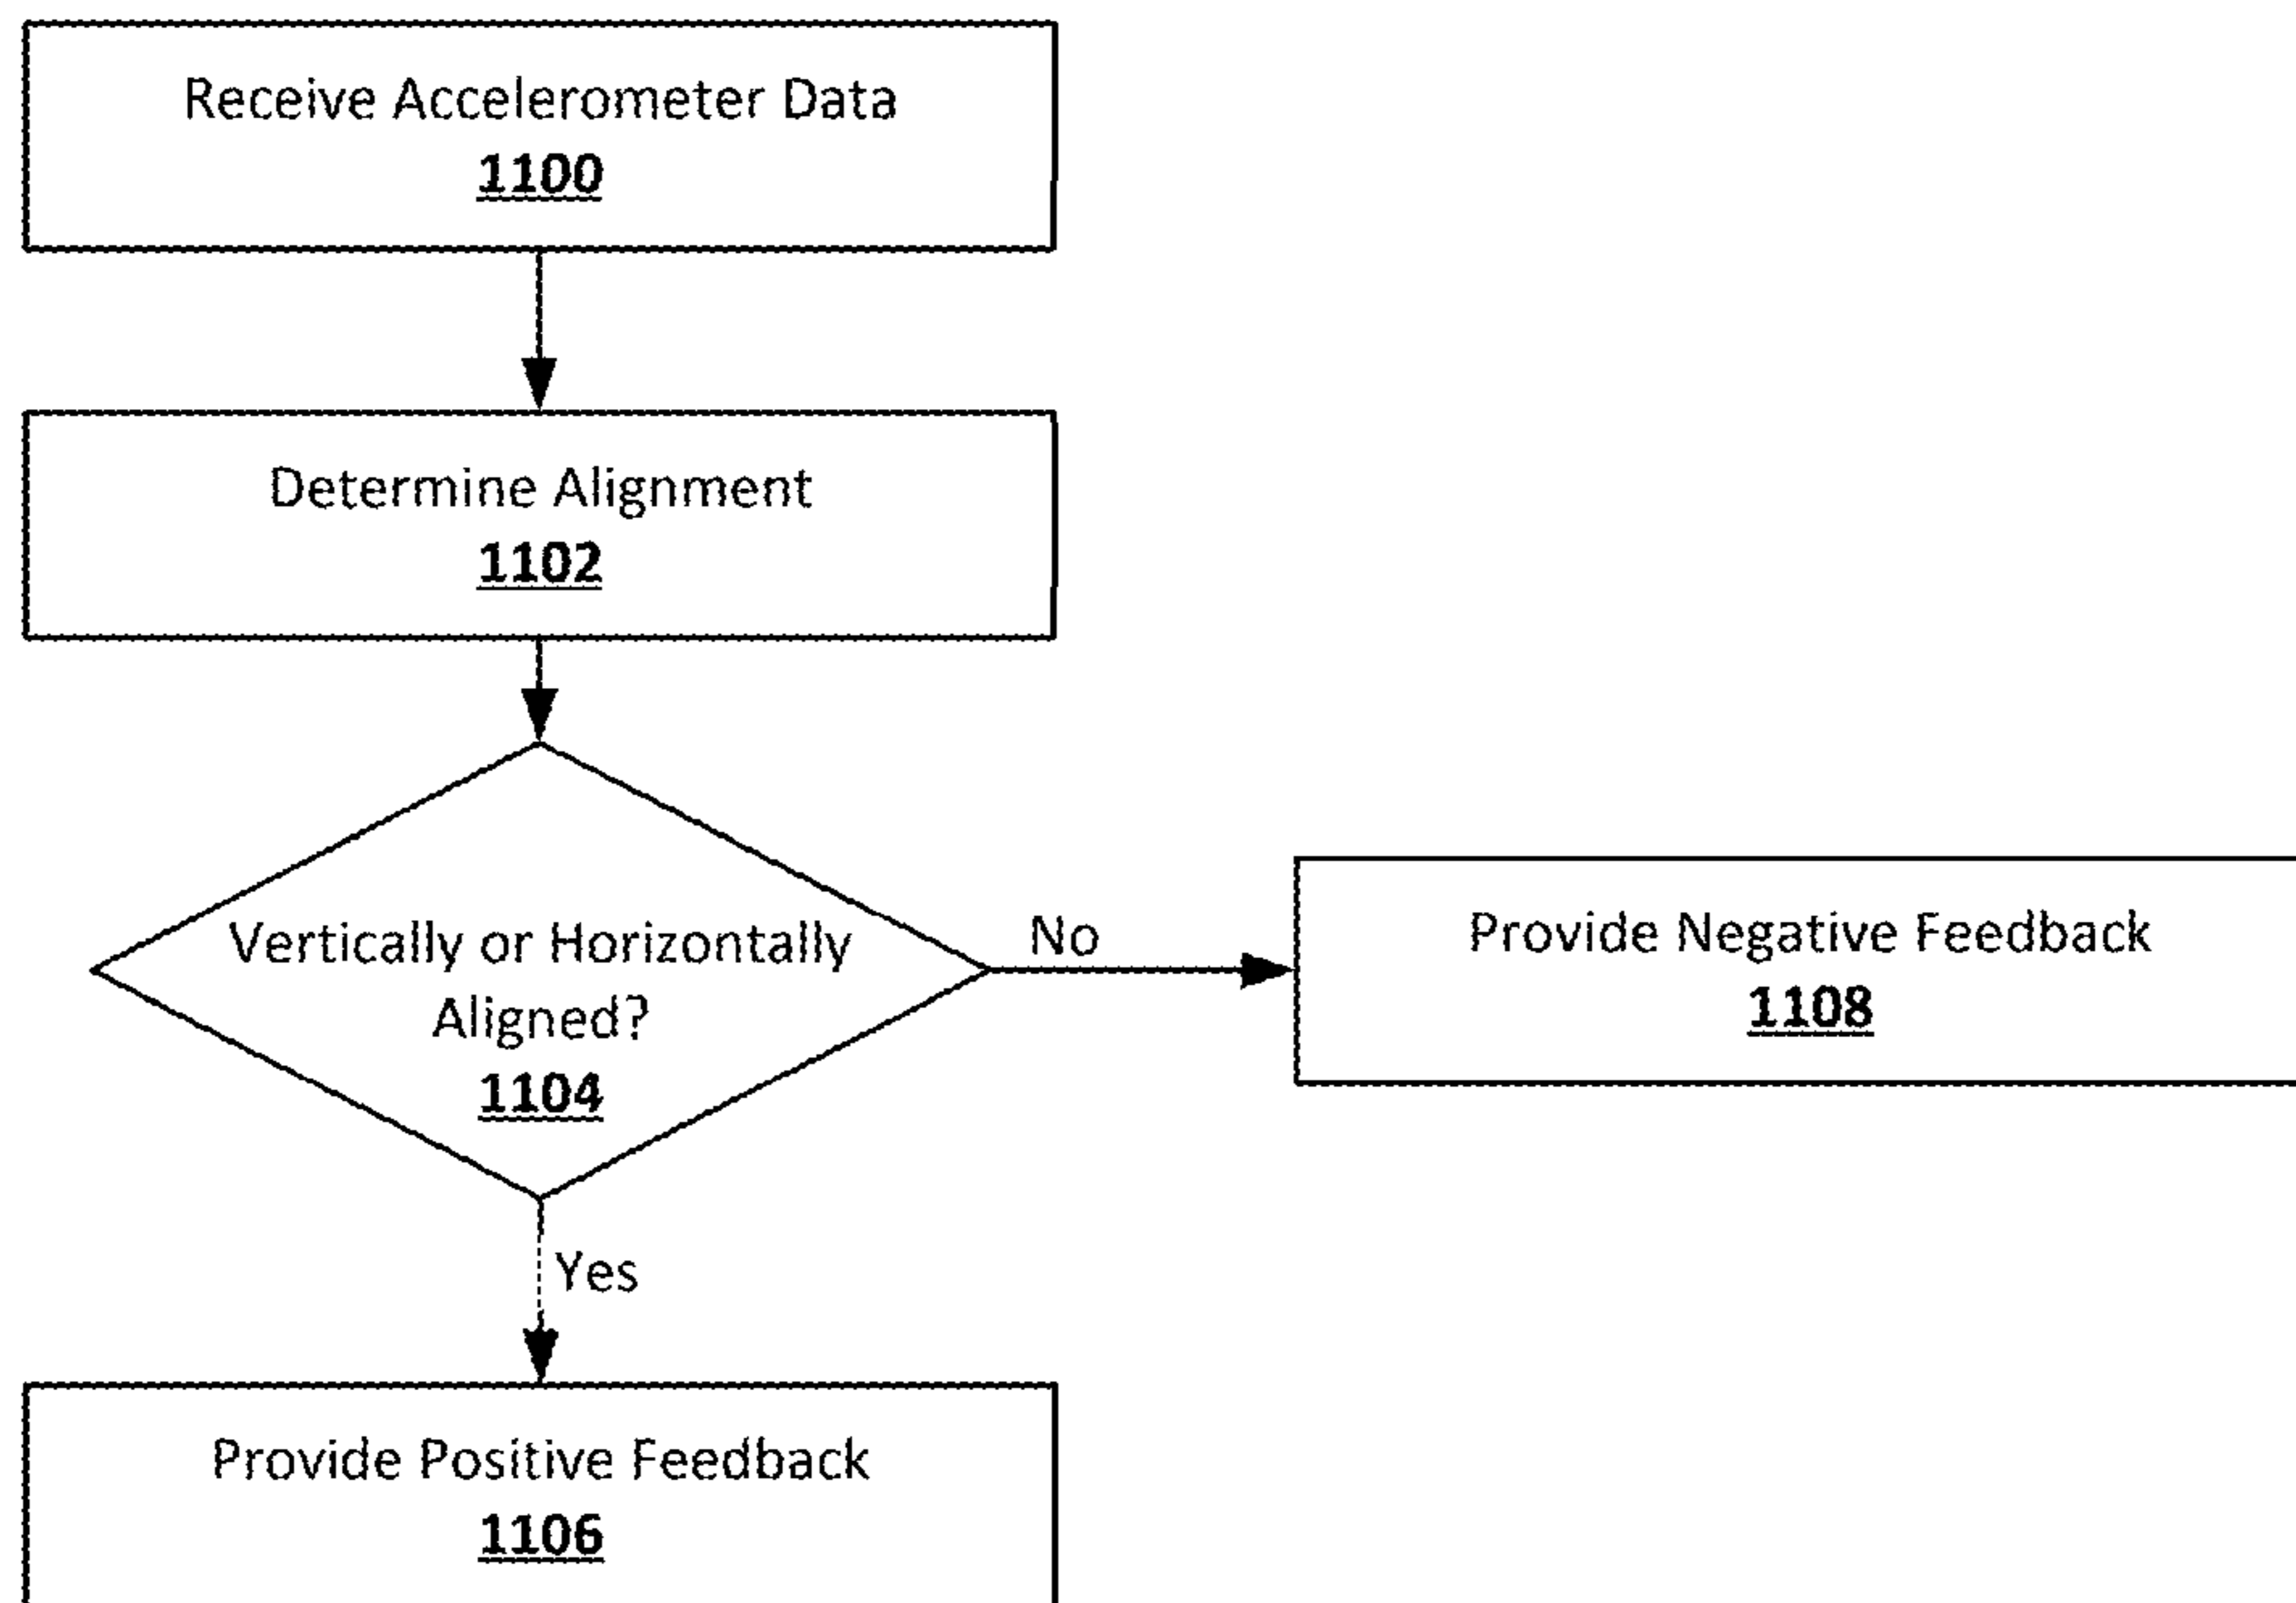 Receive Accelerometer Data
1100
Determine Alignment
1102
Vertically or Horizontally
Aligned?
1104
No
Provide Negative Feedback
1108
Yes
Provide Positive Feedback
1106